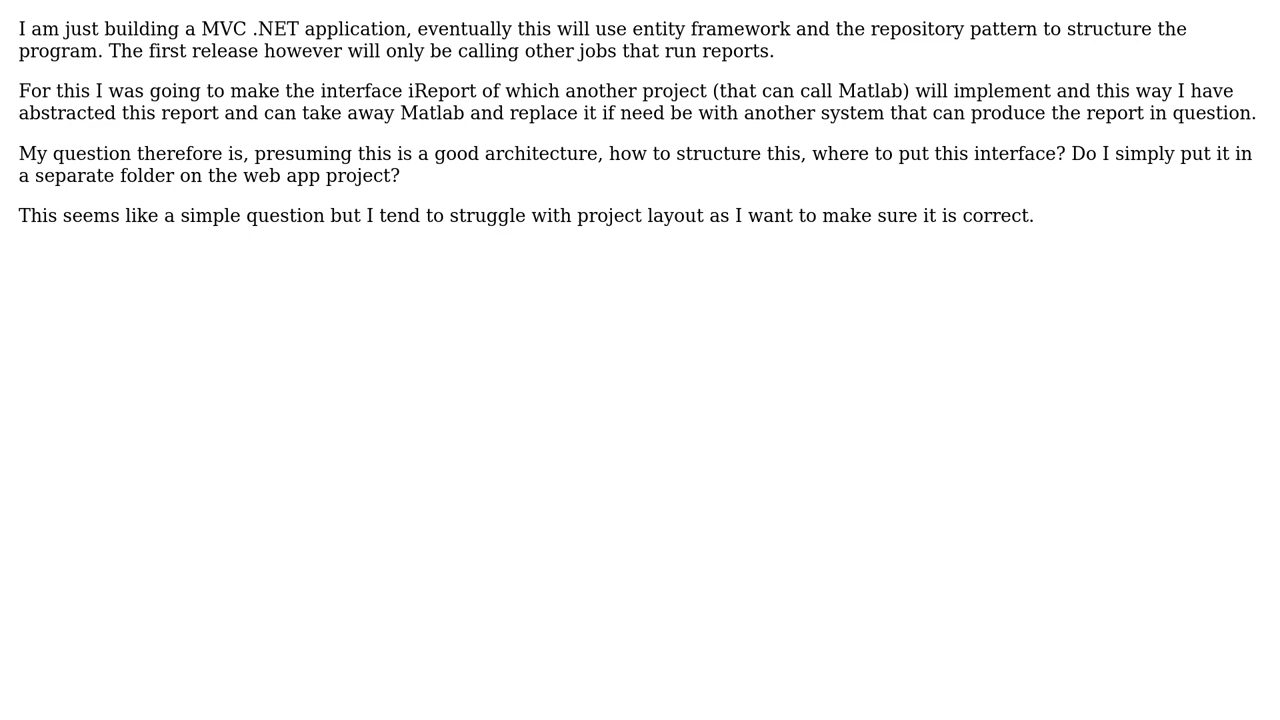 I am just building a MVC .NET application, eventually this will use entity framework and the repository pattern to structure the
program. The first release however will only be calling other jobs that run reports.
For this I was going to make the interface iReport of which another project (that can call Matlab) will implement and this way I have
abstracted this report and can take away Matlab and replace it if need be with another system that can produce the report in question.
My question therefore is, presuming this is a good architecture, how to structure this, where to put this interface? Do I simply put it in
a separate folder on the web app project?
This seems like a simple question but I tend to struggle with project layout as I want to make sure it is correct.